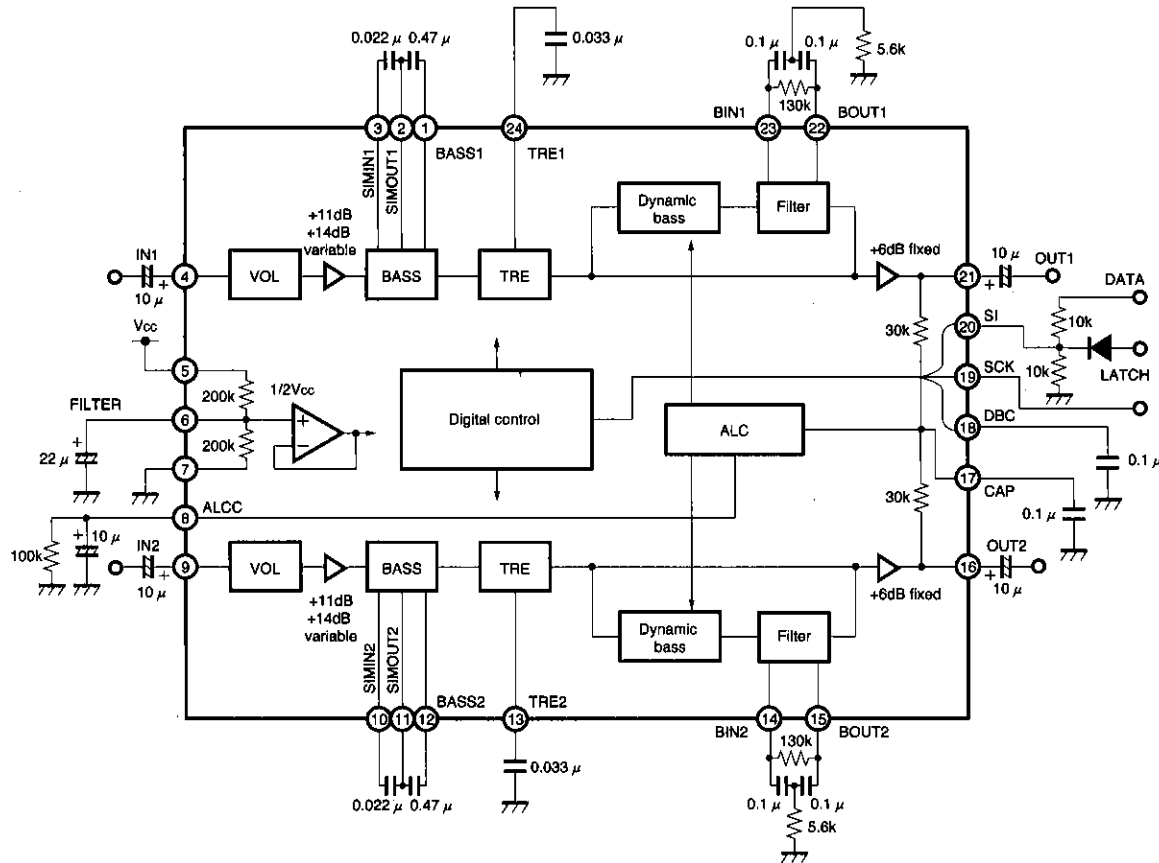 0.022 μ 0.47 μ
0.033 μ
0.1 μ 0.1 μ
5.6k
130k
BIN1
BOUT1
3 2 1 24 23 22
BASS1
TRE1
SIMIN1
SIMOUT1
+11dB
+14dB
variable
Dynamic
bass
Filter
+6dB fixed
IN1
4
10 μ
VOL
BASS
TRE
21
10 μ
OUT1
DATA
Vcc
5
200k
1/2Vcc
30k
20
SI
10k
10k
LATCH
FILTER
6
+
−
Digital control
19
SCK
22 μ
200k
7
ALC
18
DBC
0.1 μ
ALCC
8
30k
17
CAP
0.1 μ
100k
10 μ
IN2
9
10 μ
VOL
BASS
TRE
16
OUT2
10 μ
+11dB
+14dB
variable
+6dB fixed
SIMIN2
SIMOUT2
Dynamic
bass
Filter
BASS2
TRE2
10 11 12 13 14 15
BIN2
BOUT2
130k
0.033 μ
0.022 μ 0.47 μ
0.1 μ 0.1 μ
5.6k